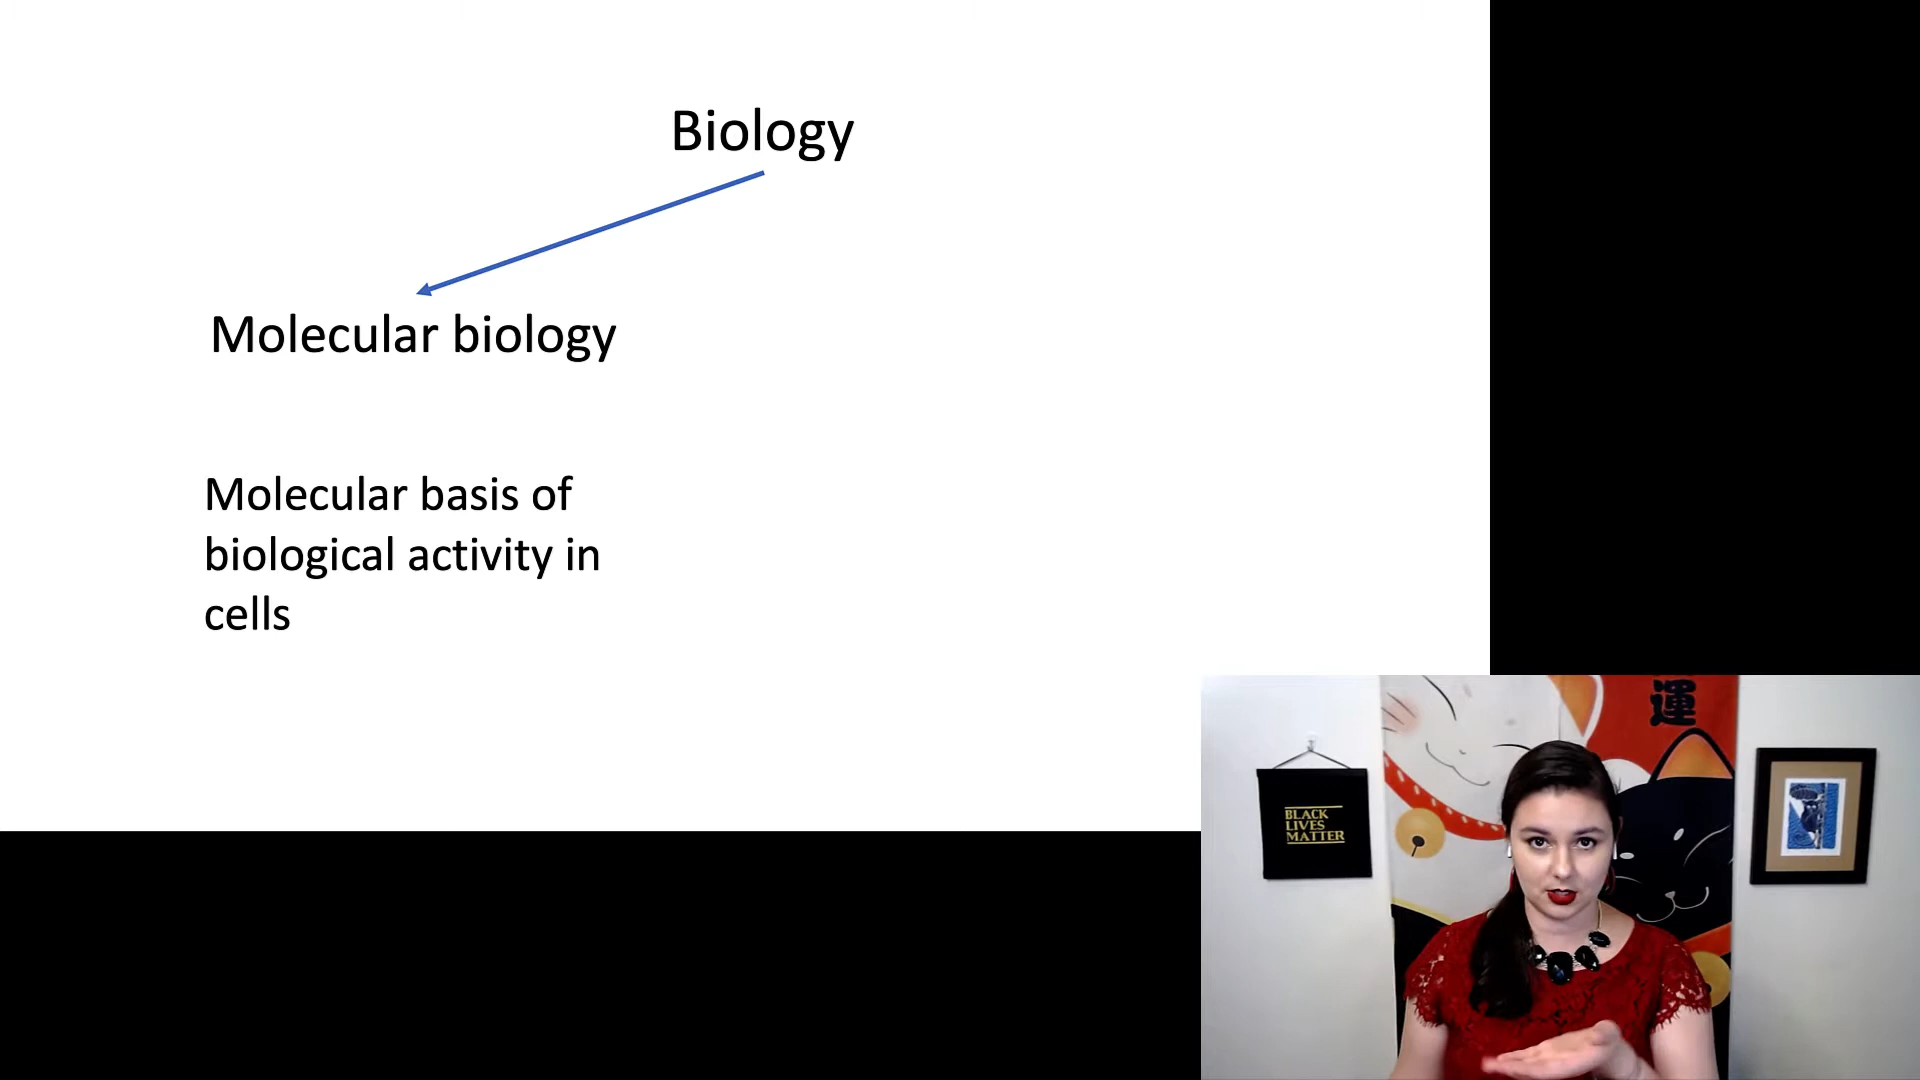 Biology
Molecular biology
Molecular basis of
biological activity in
cells
運
BLACK
LIVES
MATTER